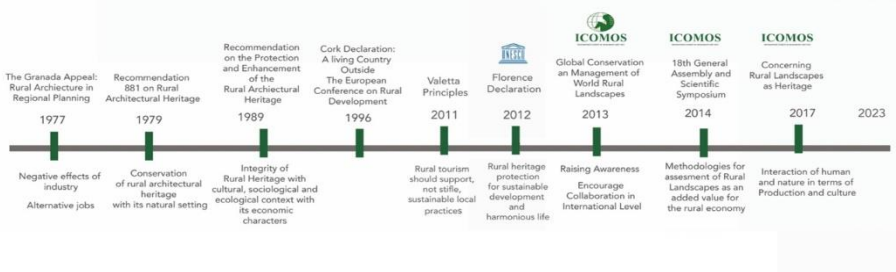 The Granada Appeal:
Rural Archiecture in
Regional Planning
1977
Negative effects of
industry
Alternative jobs
Recommendation
881 on Rural
Architectural Heritage
1979
Conservation
of rural architectural
heritage
with its natural setting
Recommendation
on the Protection
and Enhancement
of the
Rural Archiectural
Heritage
1989
Integrity of
Rural Heritage with
cultural, sociological and
ecological context with
its economic
characters
Cork Declaration:
A living Country
Outside
The European
Conference on Rural
Development
1996
Valetta
Principles
2011
Rural tourism
should support,
not stifle,
sustainable local
practices
UNESCO
Florence
Declaration
2012
Rural heritage
protection
for sustainable
development
and
harmonious life
ICOMOS
Global Conservation
an Management of
World Rural
Landscapes
2013
Raising Awareness
Encourage
Collaboration in
International Level
ICOMOS
18th General
Assembly and
Scientific
Symposium
2014
Methodologies for
assesment of Rural
Landscapes as an
added value for
the rural economy
ICOMOS
Concerning
Rural Landscapes
as Heritage
2017
Interaction of human
and nature in terms of
Production and culture
2023